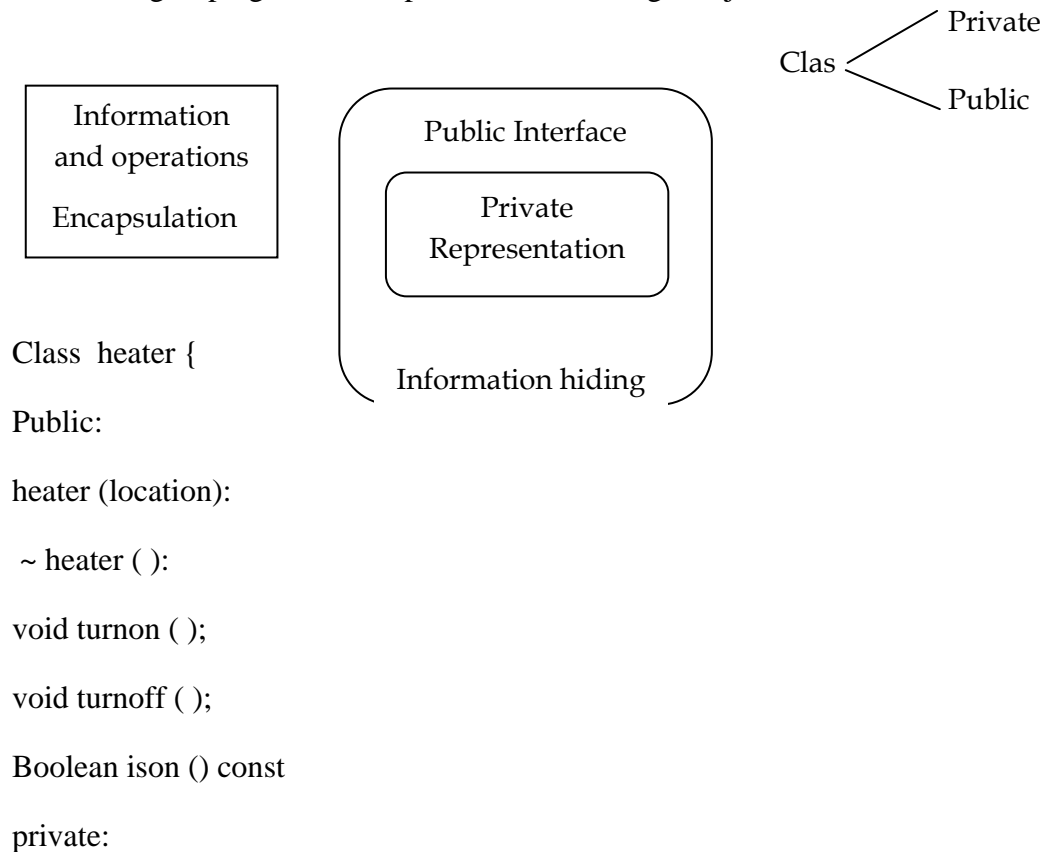 Private
Clas
Public
Information
and operations
Encapsulation
Public Interface
Private
Representation
Information hiding
Class heater {
Public:
heater (location):
~ heater ( ):
void turnon ( );
void turnoff ( );
Boolean ison () const
private: